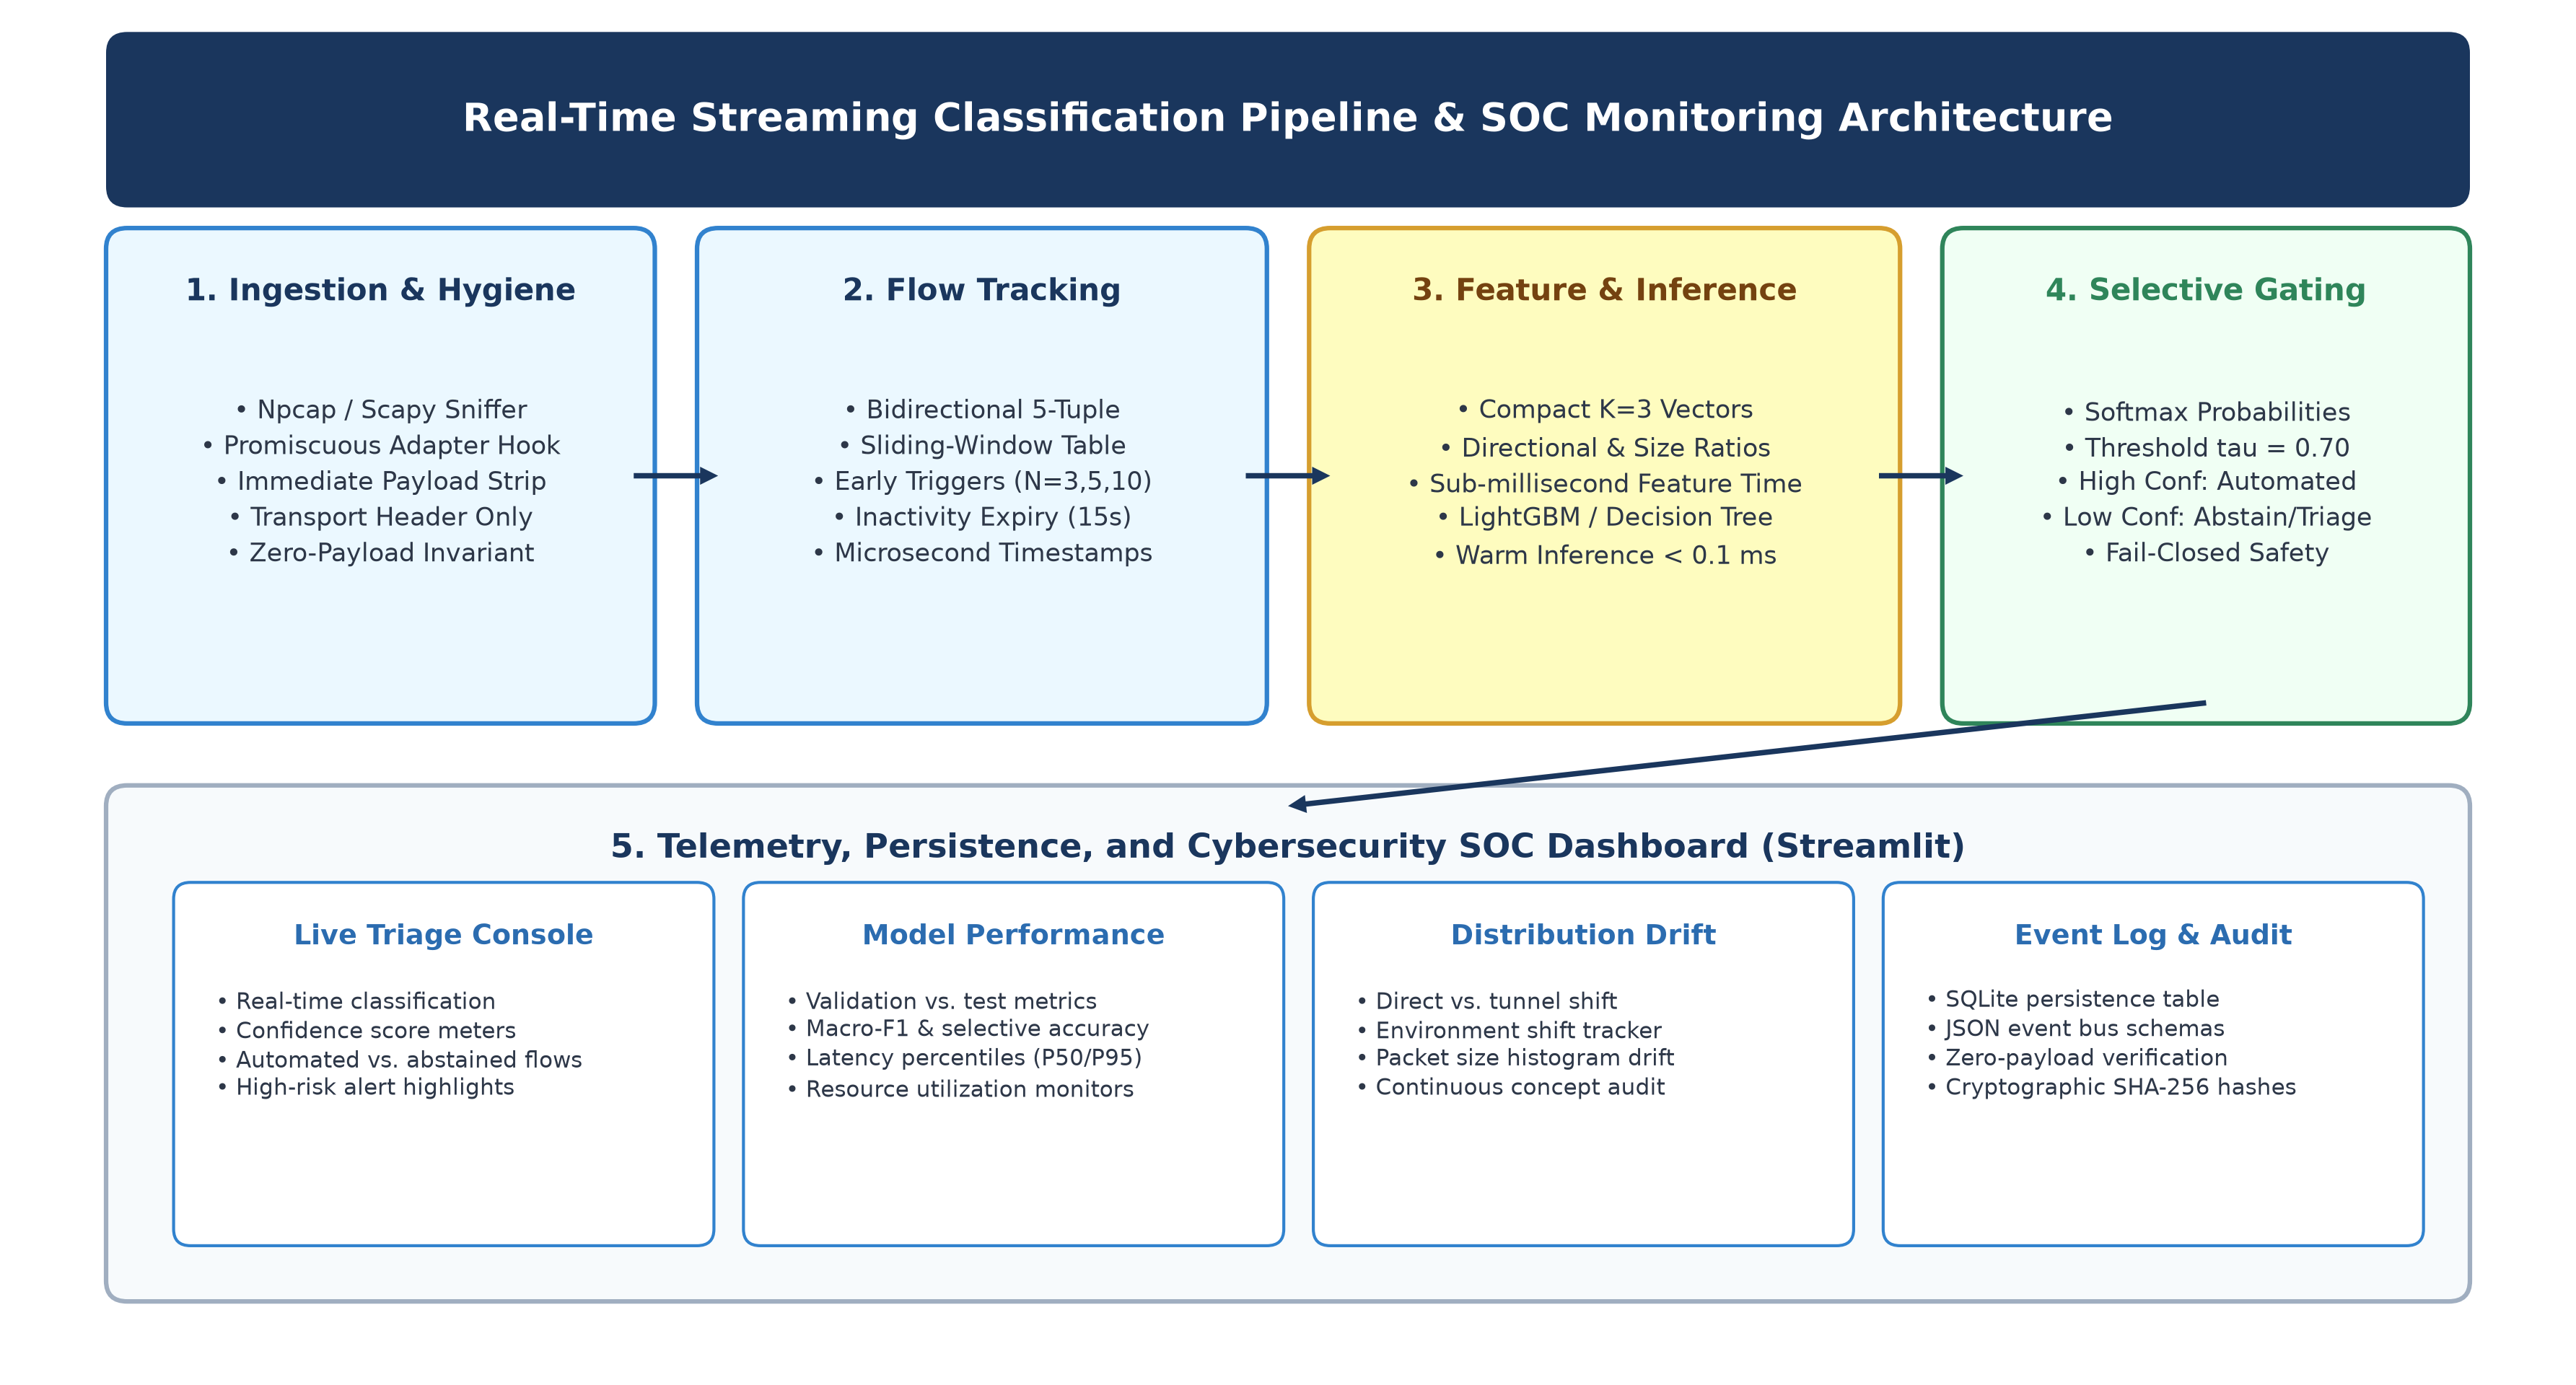 Real-Time Streaming Classification Pipeline & SOC Monitoring Architecture
1. Ingestion & Hygiene
• Npcap / Scapy Sniffer
• Promiscuous Adapter Hook
• Immediate Payload Strip
• Transport Header Only
• Zero-Payload Invariant
2. Flow Tracking
• Bidirectional 5-Tuple
• Sliding-Window Table
• Early Triggers (N=3,5,10)
• Inactivity Expiry (15s)
• Microsecond Timestamps
3. Feature & Inference
• Compact K=3 Vectors
• Directional & Size Ratios
• Sub-millisecond Feature Time
• LightGBM / Decision Tree
• Warm Inference < 0.1 ms
4. Selective Gating
• Softmax Probabilities
• Threshold tau = 0.70
• High Conf: Automated
• Low Conf: Abstain/Triage
• Fail-Closed Safety
5. Telemetry, Persistence, and Cybersecurity SOC Dashboard (Streamlit)
Live Triage Console
• Real-time classification
• Confidence score meters
• Automated vs. abstained flows
• High-risk alert highlights
Model Performance
• Validation vs. test metrics
• Macro-F1 & selective accuracy
• Latency percentiles (P50/P95)
• Resource utilization monitors
Distribution Drift
• Direct vs. tunnel shift
• Environment shift tracker
• Packet size histogram drift
• Continuous concept audit
Event Log & Audit
• SQLite persistence table
• JSON event bus schemas
• Zero-payload verification
• Cryptographic SHA-256 hashes